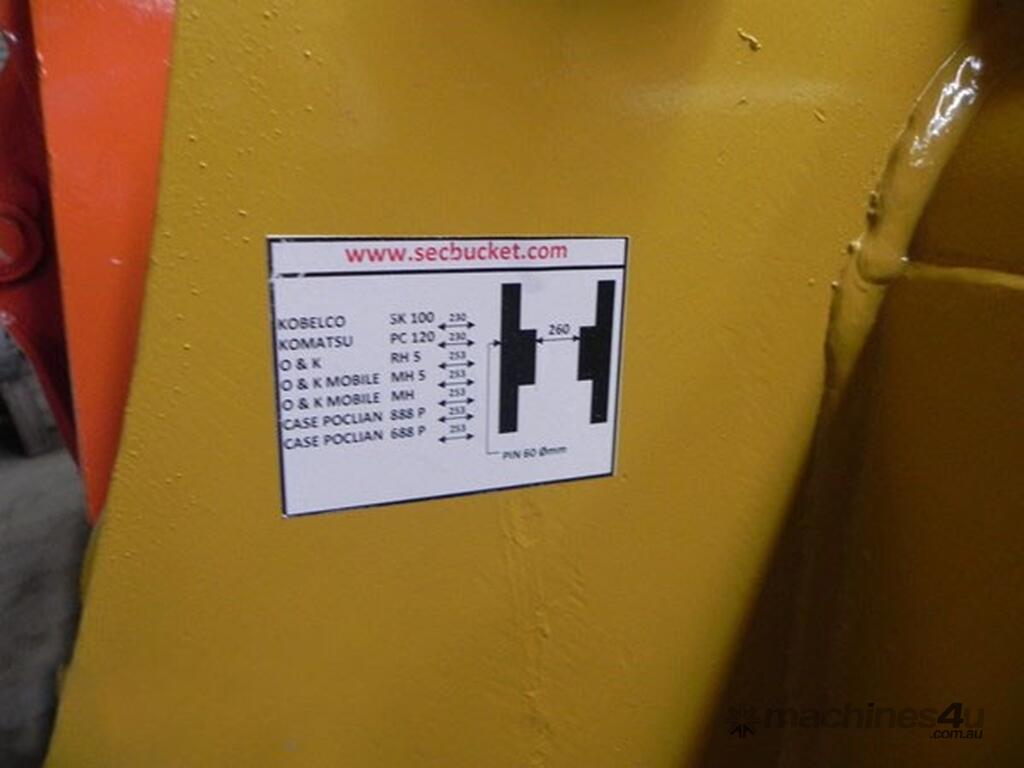 www.secbucket.com
KOBELCO SK 100 230
KOMATSU PC 120 230
O & K RH 5 253
O & K MOBILE MH 5 253
O & K MOBILE MH 253
CASE POCLIAN 888 P 253
CASE POCLIAN 688 P 253
260
PIN 60 Ømm
machines4u
.com.au